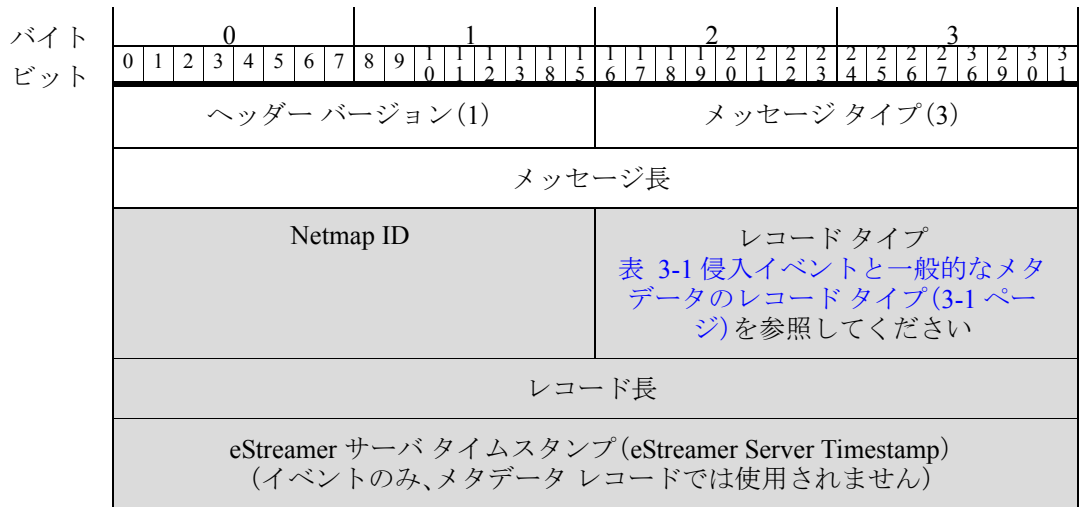 バイト 0 1 2 3
ビット 0 1 2 3 4 5 6 7 8 9 10 11 12 13 18 15 16 17 18 19 20 21 22 23 24 25 26 27 36 29 30 31
ヘッダー バージョン(1) メッセージ タイプ(3)
メッセージ長
Netmap ID レコード タイプ
表 3-1 侵入イベントと一般的なメタ
データのレコード タイプ(3-1 ペー
ジ)を参照してください
レコード長
eStreamer サーバ タイムスタンプ(eStreamer Server Timestamp)
(イベントのみ、メタデータ レコードでは使用されません)